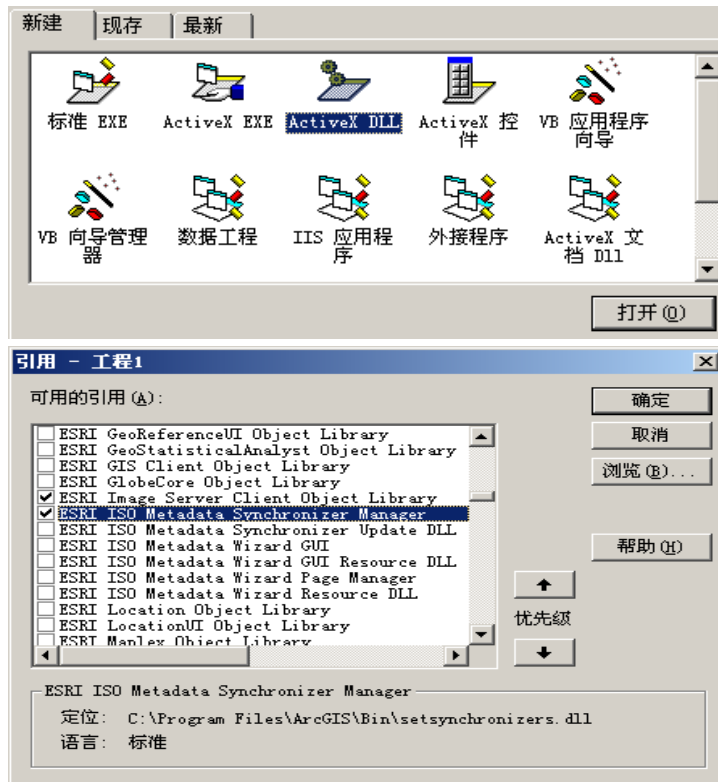 新建
现存
最新
标准 EXE
ActiveX EXE
ActiveX DLL
ActiveX 控件
VB 应用程序向导
VB 向导管理器
数据工程
IIS 应用程序
外接程序
ActiveX 文档 Dll
打开(O)
引用 - 工程1
可用的引用(A):
ESRI GeoReferenceUI Object Library
ESRI GeoStatisticalAnalyst Object Library
ESRI GIS Client Object Library
ESRI GlobeCore Object Library
ESRI Image Server Client Object Library
ESRI ISO Metadata Synchronizer Manager
ESRI ISO Metadata Synchronizer Update DLL
ESRI ISO Metadata Wizard GUI
ESRI ISO Metadata Wizard GUI Resource DLL
ESRI ISO Metadata Wizard Page Manager
ESRI ISO Metadata Wizard Resource DLL
ESRI Location Object Library
ESRI LocationUI Object Library
ESRI Maplex Object Library
确定
取消
浏览(B)...
帮助(H)
优先级
ESRI ISO Metadata Synchronizer Manager
定位: C:\Program Files\ArcGIS\Bin\setsynchronizers.dll
语言: 标准